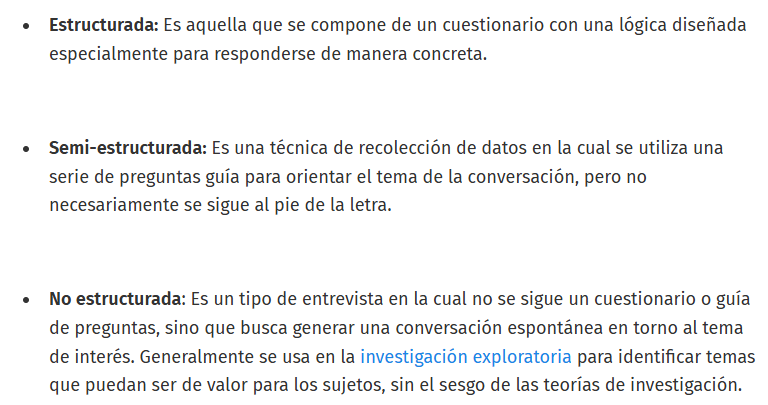 • Estructurada: Es aquella que se compone de un cuestionario con una lógica diseñada
especialmente para responderse de manera concreta.
• Semi-estructurada: Es una técnica de recolección de datos en la cual se utiliza una
serie de preguntas guía para orientar el tema de la conversación, pero no
necesariamente se sigue al pie de la letra.
• No estructurada: Es un tipo de entrevista en la cual no se sigue un cuestionario o guía
de preguntas, sino que busca generar una conversación espontánea en torno al tema
de interés. Generalmente se usa en la investigación exploratoria para identificar temas
que puedan ser de valor para los sujetos, sin el sesgo de las teorías de investigación.